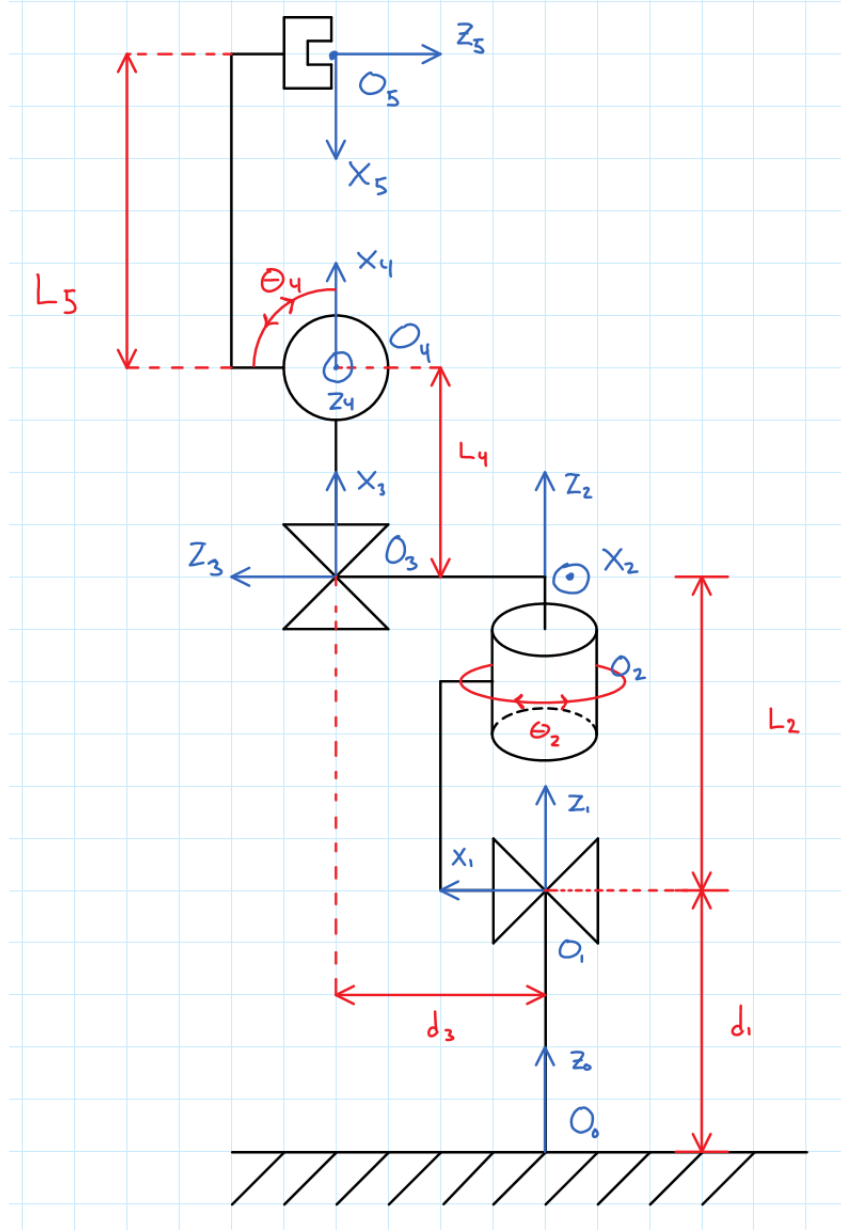 Z₅
O₅
X₅
L₅
Θ₄
X₄
O₄
Z₄
L₄
X₃
Z₂
Z₃
O₃
X₂
O₂
Θ₂
L₂
Z₁
X₁
O₁
d₃
d₁
Z₀
O₀